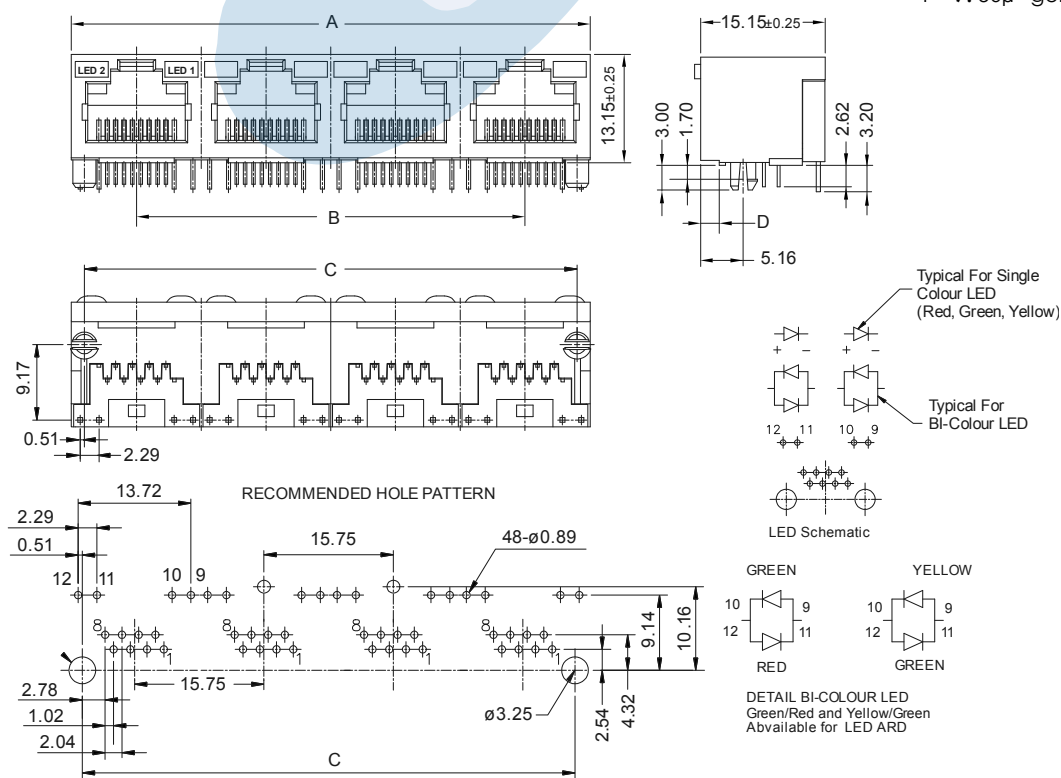 A
15.15±0.25
LED 2
LED 1
13.15±0.25
3.00
1.70
2.62
3.20
B
D
5.16
C
9.17
0.51
2.29
Typical For Single
Colour LED
(Red, Green, Yellow)
+ − + −
Typical For
BI-Colour LED
12 11 10 9
LED Schematic
RECOMMENDED HOLE PATTERN
13.72
2.29
0.51
15.75
48-ø0.89
12 11 10 9
8 8 8 8
1 1 1 1
9.14
10.16
2.78
15.75
1.02
2.04
ø3.25
2.54
4.32
C
GREEN YELLOW
10 9 10 9
12 11 12 11
RED GREEN
DETAIL BI-COLOUR LED
Green/Red and Yellow/Green
Abvailable for LED ARD